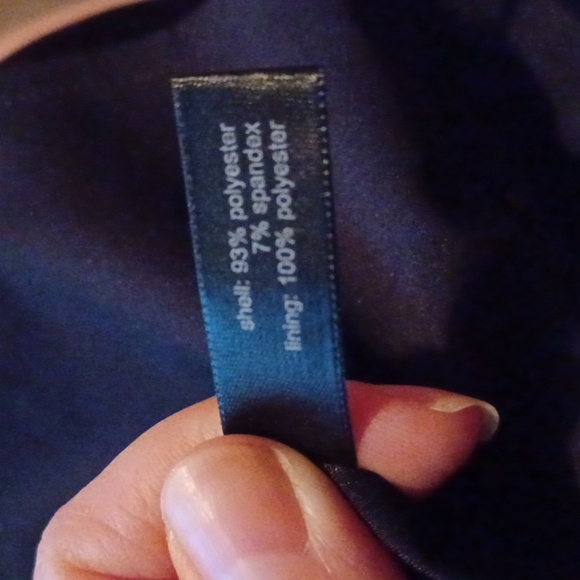 shell: 93% polyester
7% spandex
lining: 100% polyester